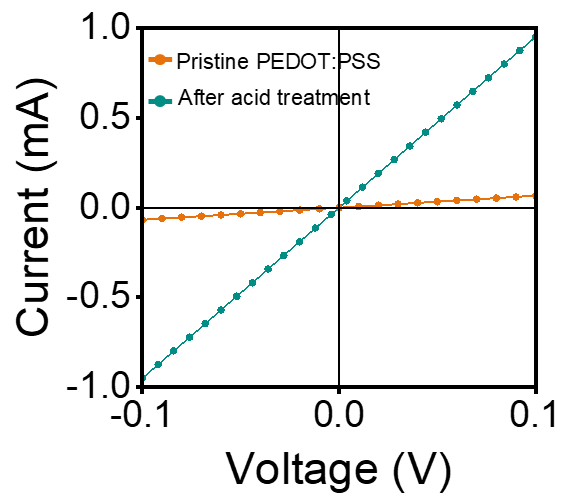 1.0
Pristine PEDOT:PSS
After acid treatment
0.5
Current (mA)
0.0
-0.5
-1.0
-0.1 0.0 0.1
Voltage (V)